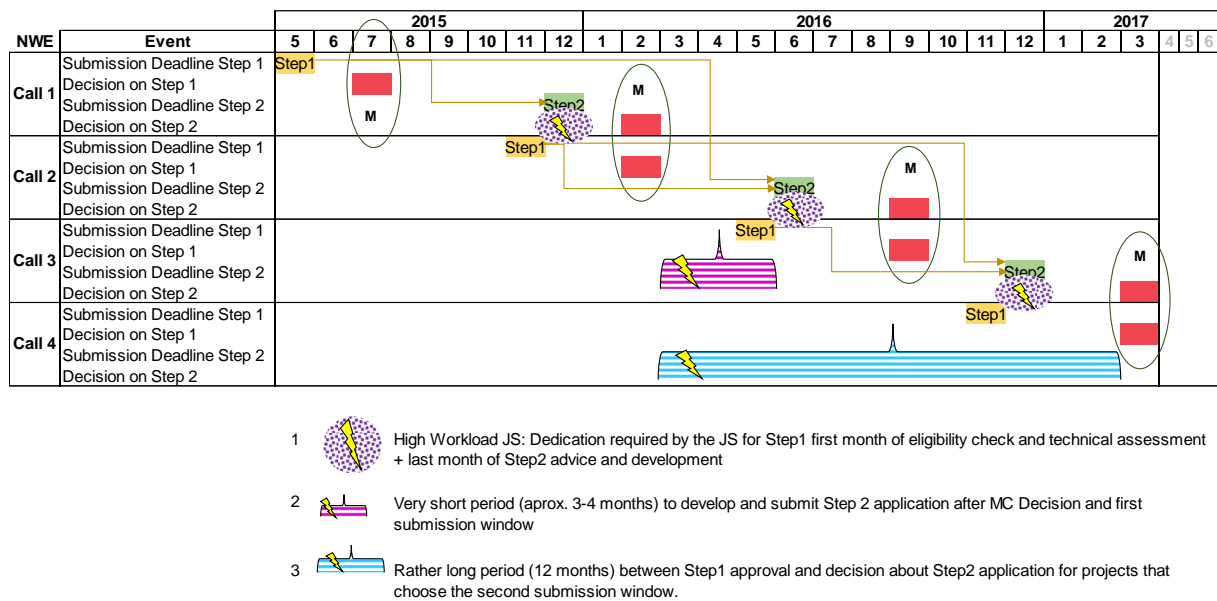 2015 2016 2017
NWE Event 5 6 7 8 9 10 11 12 1 2 3 4 5 6 7 8 9 10 11 12 1 2 3 4 5 6
Call 1
Submission Deadline Step 1 Step1
Decision on Step 1 M
Submission Deadline Step 2 Step2
Decision on Step 2 M
Call 2
Submission Deadline Step 1 Step1
Decision on Step 1 M
Submission Deadline Step 2 Step2
Decision on Step 2
Call 3
Submission Deadline Step 1 Step1
Decision on Step 1 M
Submission Deadline Step 2 Step2
Decision on Step 2
Call 4
Submission Deadline Step 1 Step1
Decision on Step 1
Submission Deadline Step 2
Decision on Step 2
1 High Workload JS: Dedication required by the JS for Step1 first month of eligibility check and technical assessment
+ last month of Step2 advice and development
2 Very short period (aprox. 3-4 months) to develop and submit Step 2 application after MC Decision and first
submission window
3 Rather long period (12 months) between Step1 approval and decision about Step2 application for projects that
choose the second submission window.